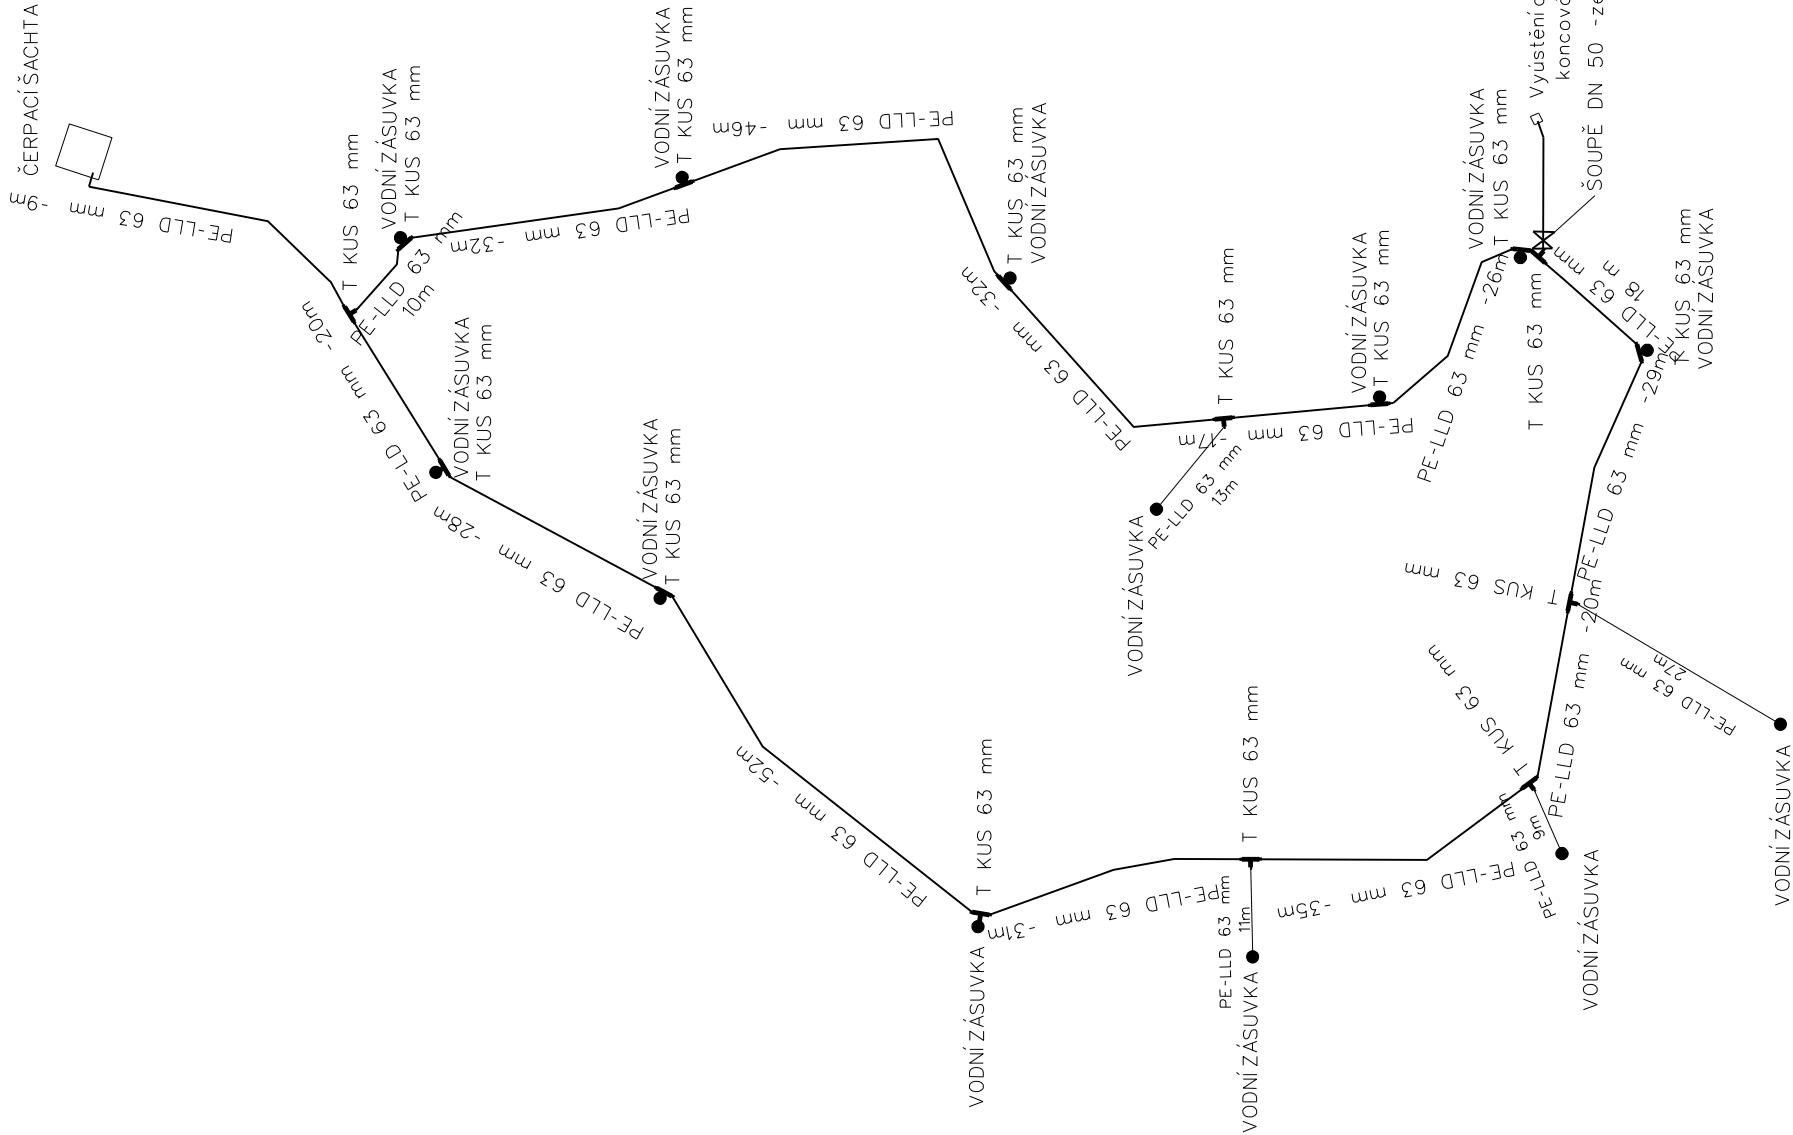 ČERPACÍ ŠACHTA
PE-LLD 63 mm -9m
T KUS 63 mm
VODNÍ ZÁSUVKA
T KUS 63 mm
PE-LLD 63 mm
10m
PE-LLD 63 mm -32m
VODNÍ ZÁSUVKA
T KUS 63 mm
PE-LLD 63 mm -46m
T KUS 63 mm
VODNÍ ZÁSUVKA
PE-LLD 63 mm -32m
T KUS 63 mm
PE-LLD 63 mm -17m
PE-LLD 63 mm
13m
VODNÍ ZÁSUVKA
VODNÍ ZÁSUVKA
T KUS 63 mm
PE-LLD 63 mm -26m
VODNÍ ZÁSUVKA
T KUS 63 mm
T KUS 63 mm
Vyústění
koncov
ŠOUPĚ DN 50 -ze
PE-LLD 63 mm
18 m
T KUS 63 mm
VODNÍ ZÁSUVKA
PE-LLD 63 mm -29m
T KUS 63 mm
PE-LLD 63 mm
27m
VODNÍ ZÁSUVKA
PE-LLD 63 mm -20m
T KUS 63 mm
PE-LLD 63 mm
9m
VODNÍ ZÁSUVKA
PE-LLD 63 mm -35m
T KUS 63 mm
PE-LLD 63 mm
11m
VODNÍ ZÁSUVKA
PE-LLD 63 mm -31m
T KUS 63 mm
VODNÍ ZÁSUVKA
PE-LLD 63 mm -52m
VODNÍ ZÁSUVKA
T KUS 63 mm
PE-LLD 63 mm -28m
VODNÍ ZÁSUVKA
T KUS 63 mm
PE-LD 63 mm -20m